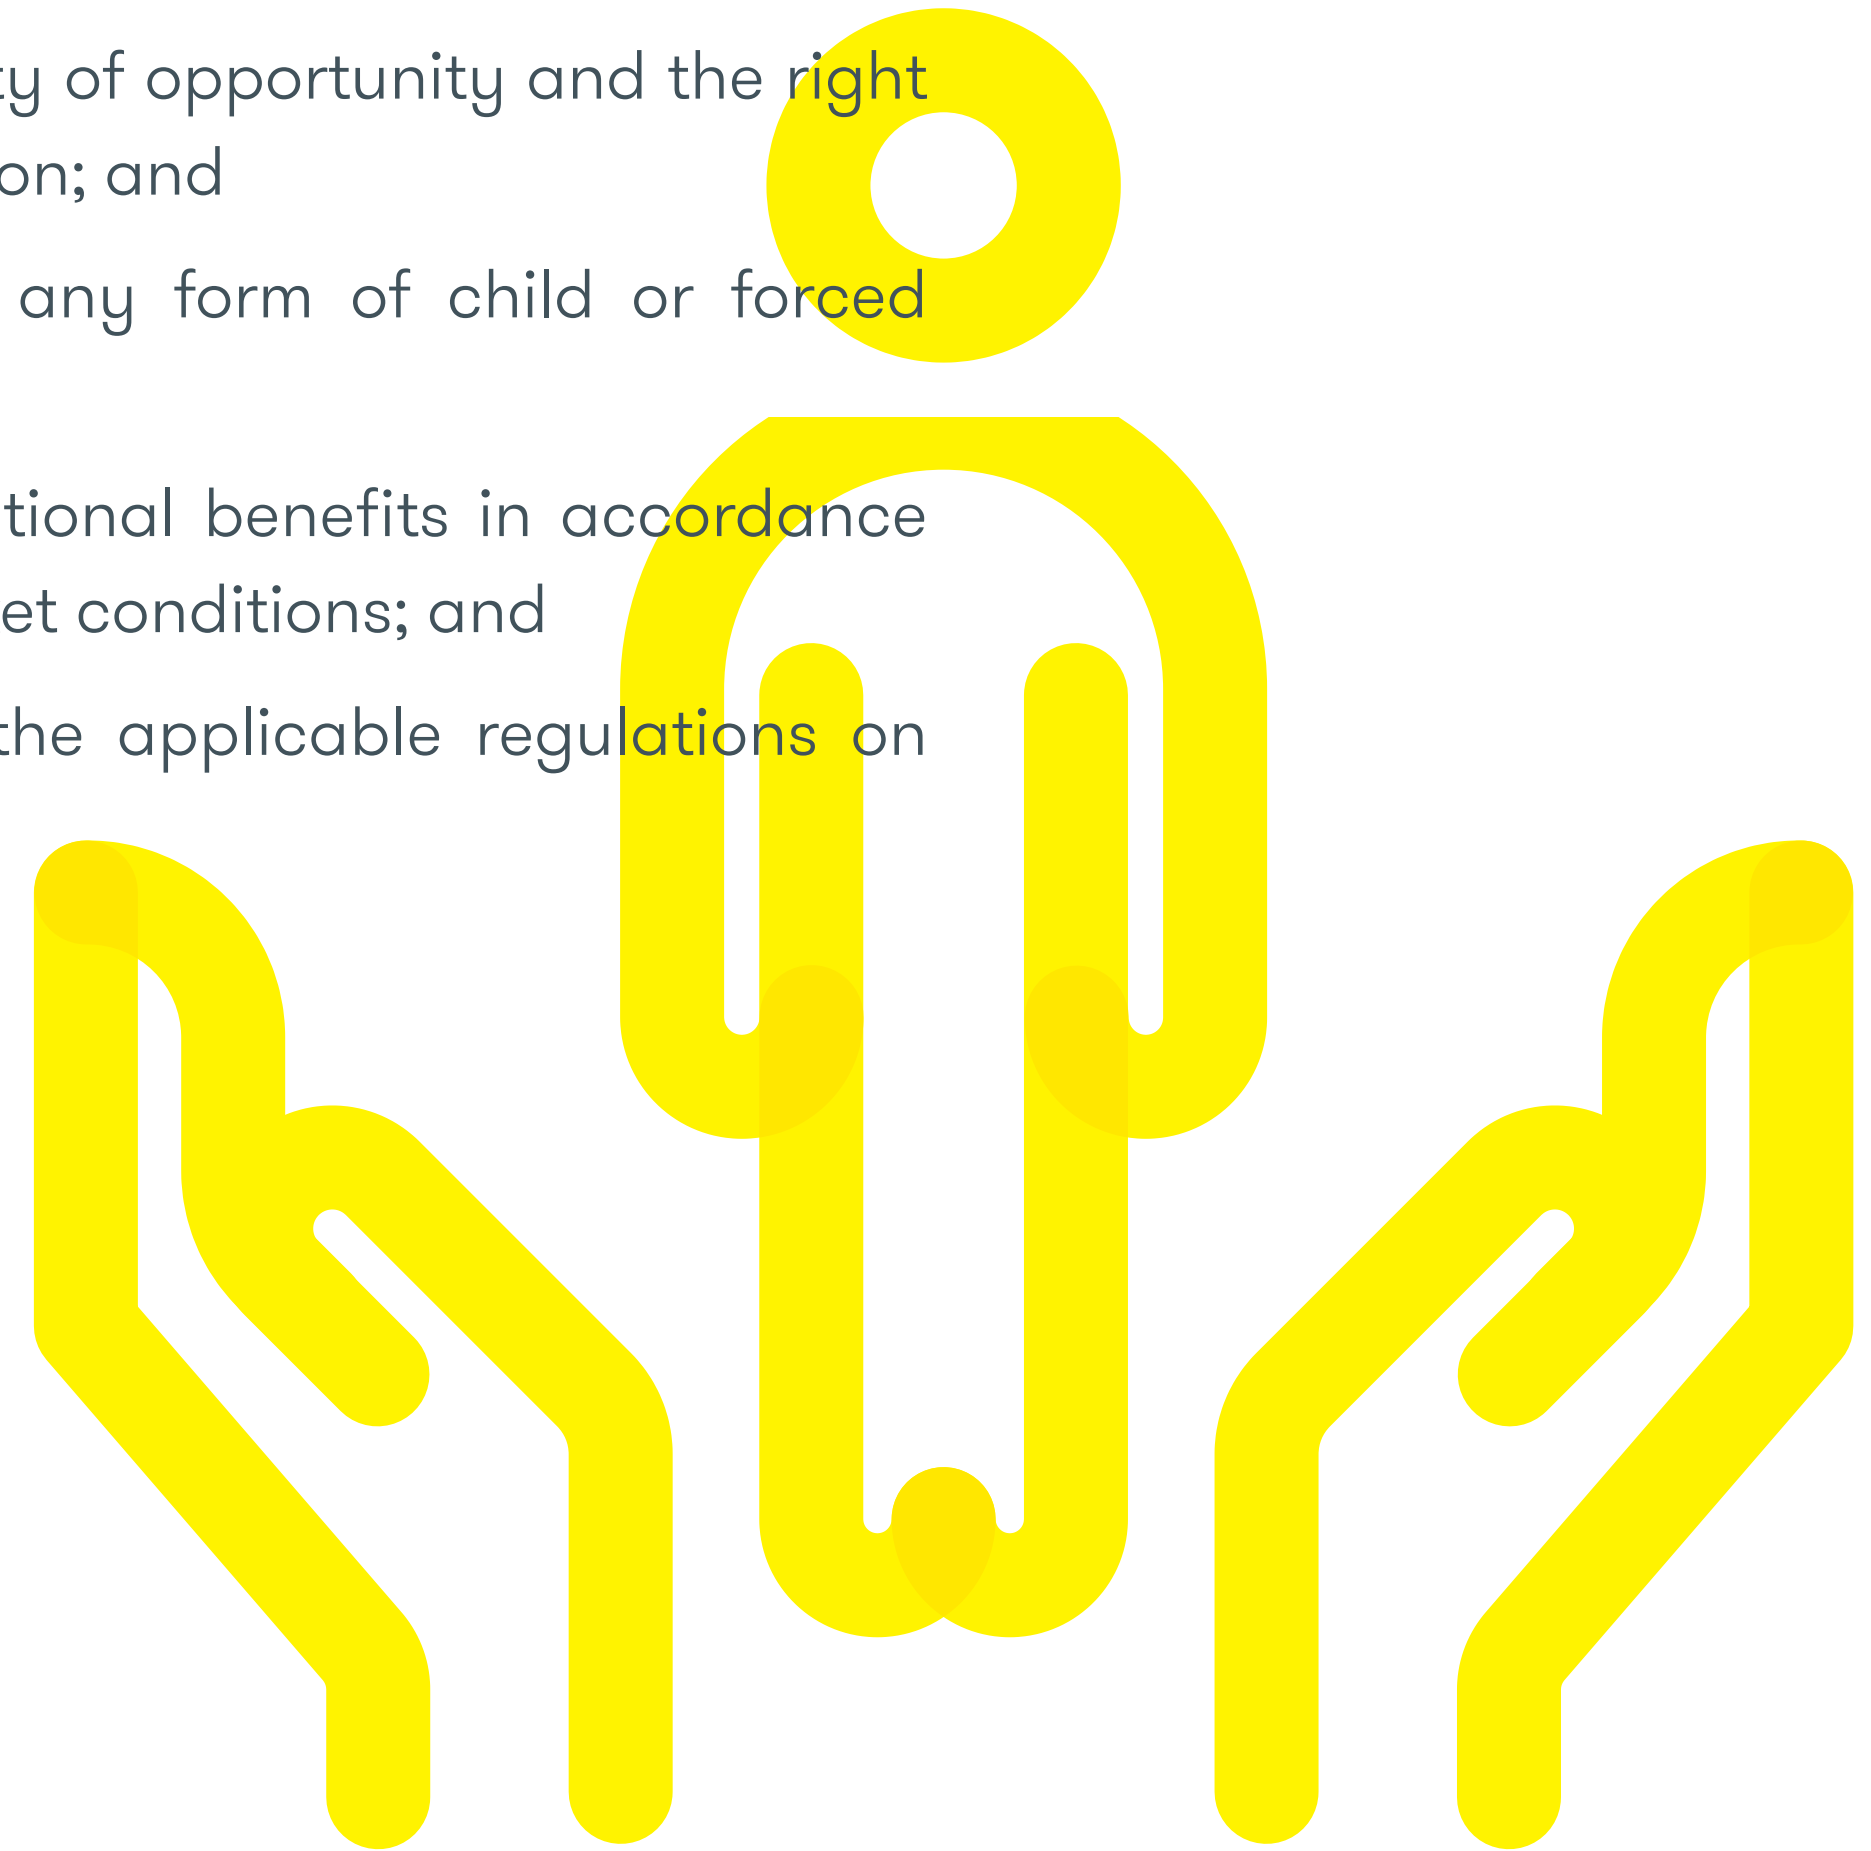 ty of opportunity and the right
on; and
any form of child or forced
tional benefits in accordance
et conditions; and
the applicable regulations on